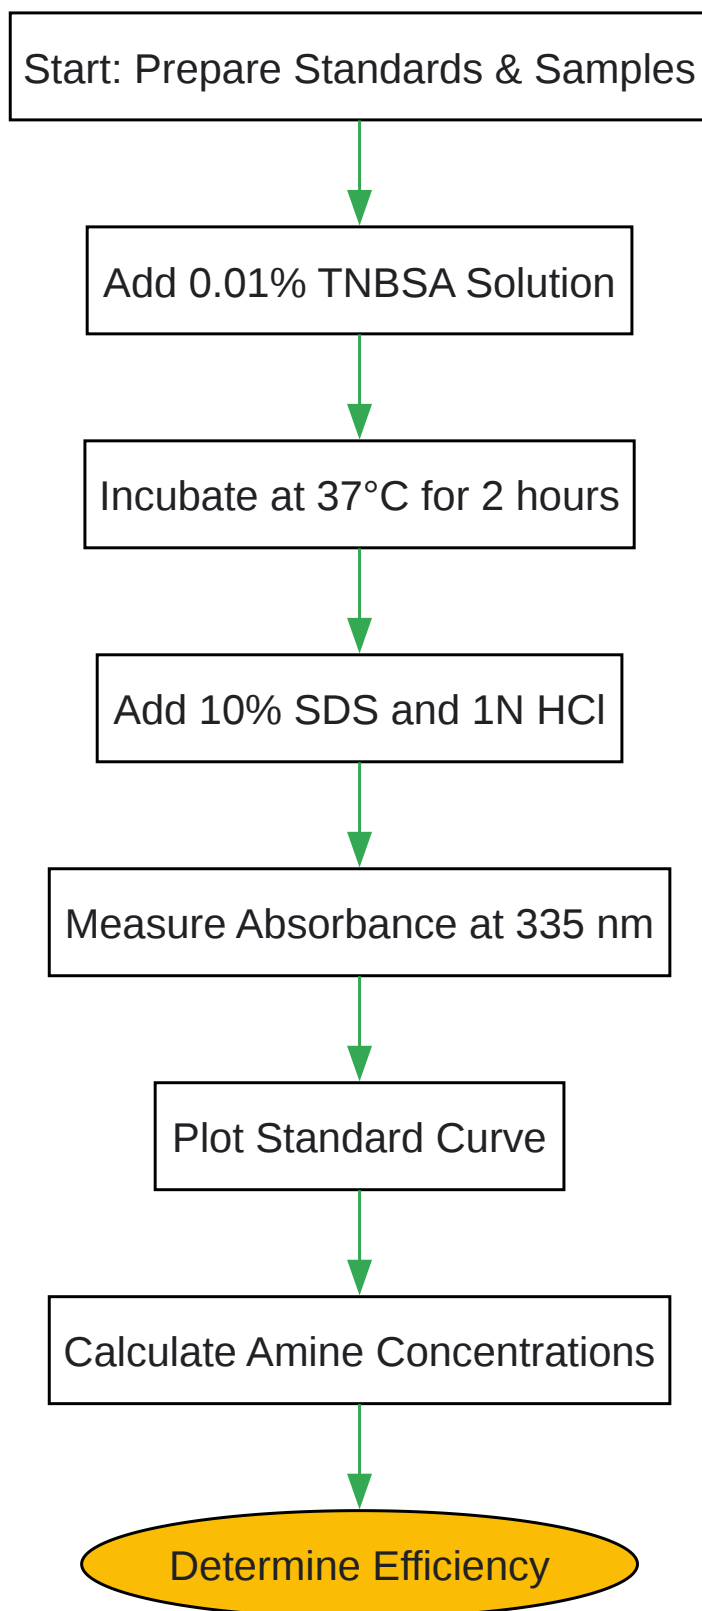 Start: Prepare Standards & Samples
Add 0.01% TNBSA Solution
Incubate at 37°C for 2 hours
Add 10% SDS and 1N HCl
Measure Absorbance at 335 nm
Plot Standard Curve
Calculate Amine Concentrations
Determine Efficiency